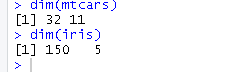 > dim(mtcars)
[1] 32 11
> dim(iris)
[1] 150   5
>